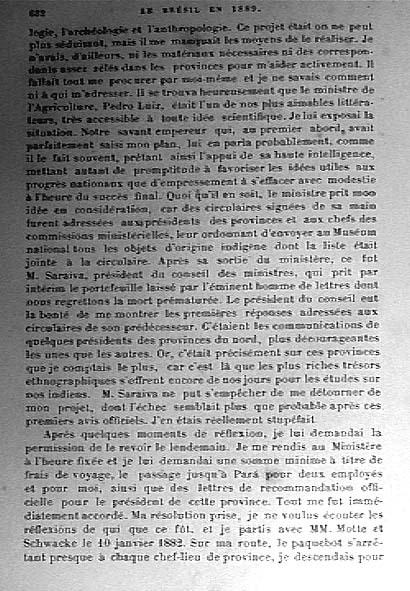 632 LE BRÉSIL EN 1889.
logie, l'archéologie et l'anthropologie. Ce projet était on ne peut
plus séduisant, mais il me manquait les moyens de le réaliser. Je
n'avais, d'ailleurs, ni les matériaux nécessaires ni des correspon-
dants assez zélés dans les provinces pour m'aider activement. Il
fallait tout me procurer par moi-même et je ne savais comment
ni à qui m'adresser. Il se trouva heureusement que le ministre de
l'Agriculture, Pedro Luiz, était l'un de nos plus aimables littéra-
teurs, très accessible à toute idée scientifique. Je lui exposai la
situation. Notre savant empereur qui, au premier abord, avait
parfaitement saisi mon plan, lui en parla probablement, comme
il le fait souvent, prêtant ainsi l'appui de sa haute intelligence,
mettant autant de promptitude à favoriser les idées utiles aux
progrès nationaux que d'empressement à s'effacer avec modestie
à l'heure du succès final. Quoi qu'il en soit, le ministre prit mon
idée en considération, car des circulaires signées de sa main
furent adressées aux présidents des provinces et aux chefs des
commissions ministérielles, leur ordonnant d'envoyer au Muséum
national tous les objets d'origine indigène dont la liste était
jointe à la circulaire. Après sa sortie du ministère, ce fut
M. Saraiva, président du conseil des ministres, qui prit par
intérim le portefeuille laissé par l'éminent homme de lettres dont
nous regrettons la mort prématurée. Le président du conseil eut
la bonté de me montrer les premières réponses adressées aux
circulaires de son prédécesseur. C'étaient les communications de
quelques présidents des provinces du nord, plus décourageantes
les unes que les autres. Or, c'était précisément sur ces provinces
que je comptais le plus, car c'est là que les plus riches trésors
ethnographiques s'offrent encore de nos jours pour les études sur
nos indiens. M. Saraiva ne put s'empêcher de me détourner de
mon projet, dont l'échec semblait plus que probable après ces
premiers avis officiels. J'en étais réellement stupéfait.
Après quelques moments de réflexion, je lui demandai la
permission de le revoir le lendemain. Je me rendis au Ministère
à l'heure fixée et je lui demandai une somme minime à titre de
frais de voyage, le passage jusqu'à Pará pour deux employés
et pour moi, ainsi que des lettres de recommandation offi-
cielle pour le président de cette province. Tout me fut immé-
diatement accordé. Ma résolution prise, je ne voulus écouter les
réflexions de qui que ce fût, et je partis avec MM. Motte et
Schwacke le 10 janvier 1882. Sur ma route, le paquebot s'arrê-
tant presque à chaque chef-lieu de province, je descendais pour